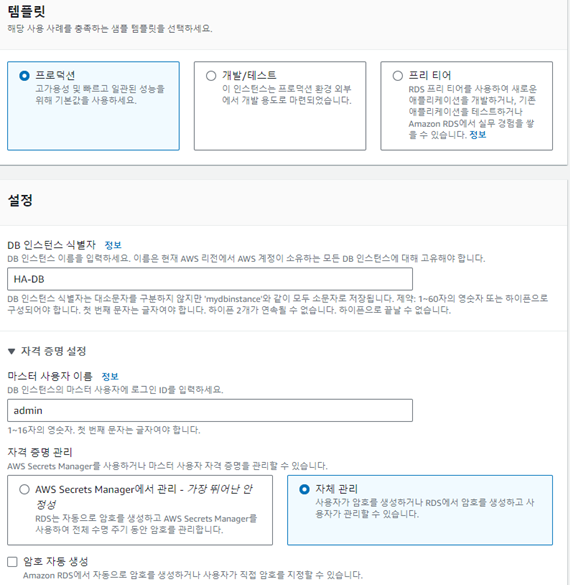 템플릿
해당 사용 사례를 충족하는 샘플 템플릿을 선택하세요.
프로덕션
고가용성 및 빠르고 일관된 성능을
위해 기본값을 사용하세요.
개발/테스트
이 인스턴스는 프로덕션 환경 외부
에서 개발 용도로 마련되었습니다.
프리 티어
RDS 프리 티어를 사용하여 새로운
애플리케이션을 개발하거나, 기존
애플리케이션을 테스트하거나
Amazon RDS에서 실무 경험을 쌓
을 수 있습니다. 정보
설정
DB 인스턴스 식별자 정보
DB 인스턴스 이름을 입력하세요. 이름은 현재 AWS 리전에서 AWS 계정이 소유하는 모든 DB 인스턴스에 대해 고유해야 합니다.
HA-DB
DB 인스턴스 식별자는 대소문자를 구분하지 않지만 'mydbinstance'와 같이 모두 소문자로 저장됩니다. 제약: 1~60자의 영숫자 또는 하이픈으로
구성되어야 합니다. 첫 번째 문자는 글자여야 합니다. 하이픈 2개가 연속될 수 없습니다. 하이픈으로 끝날 수 없습니다.
▼ 자격 증명 설정
마스터 사용자 이름 정보
DB 인스턴스의 마스터 사용자에 로그인 ID를 입력하세요.
admin
1~16자의 영숫자. 첫 번째 문자는 글자여야 합니다.
자격 증명 관리
AWS Secrets Manager를 사용하거나 마스터 사용자 자격 증명을 관리할 수 있습니다.
AWS Secrets Manager에서 관리 - 가장 뛰어난 안
정성
RDS는 자동으로 암호를 생성하고 AWS Secrets Manager를
사용하여 전체 수명 주기 동안 암호를 관리합니다.
자체 관리
사용자가 암호를 생성하거나 RDS에서 암호를 생성하고 사
용자가 관리할 수 있습니다.
암호 자동 생성
Amazon RDS에서 자동으로 암호를 생성하거나 사용자가 직접 암호를 지정할 수 있습니다.